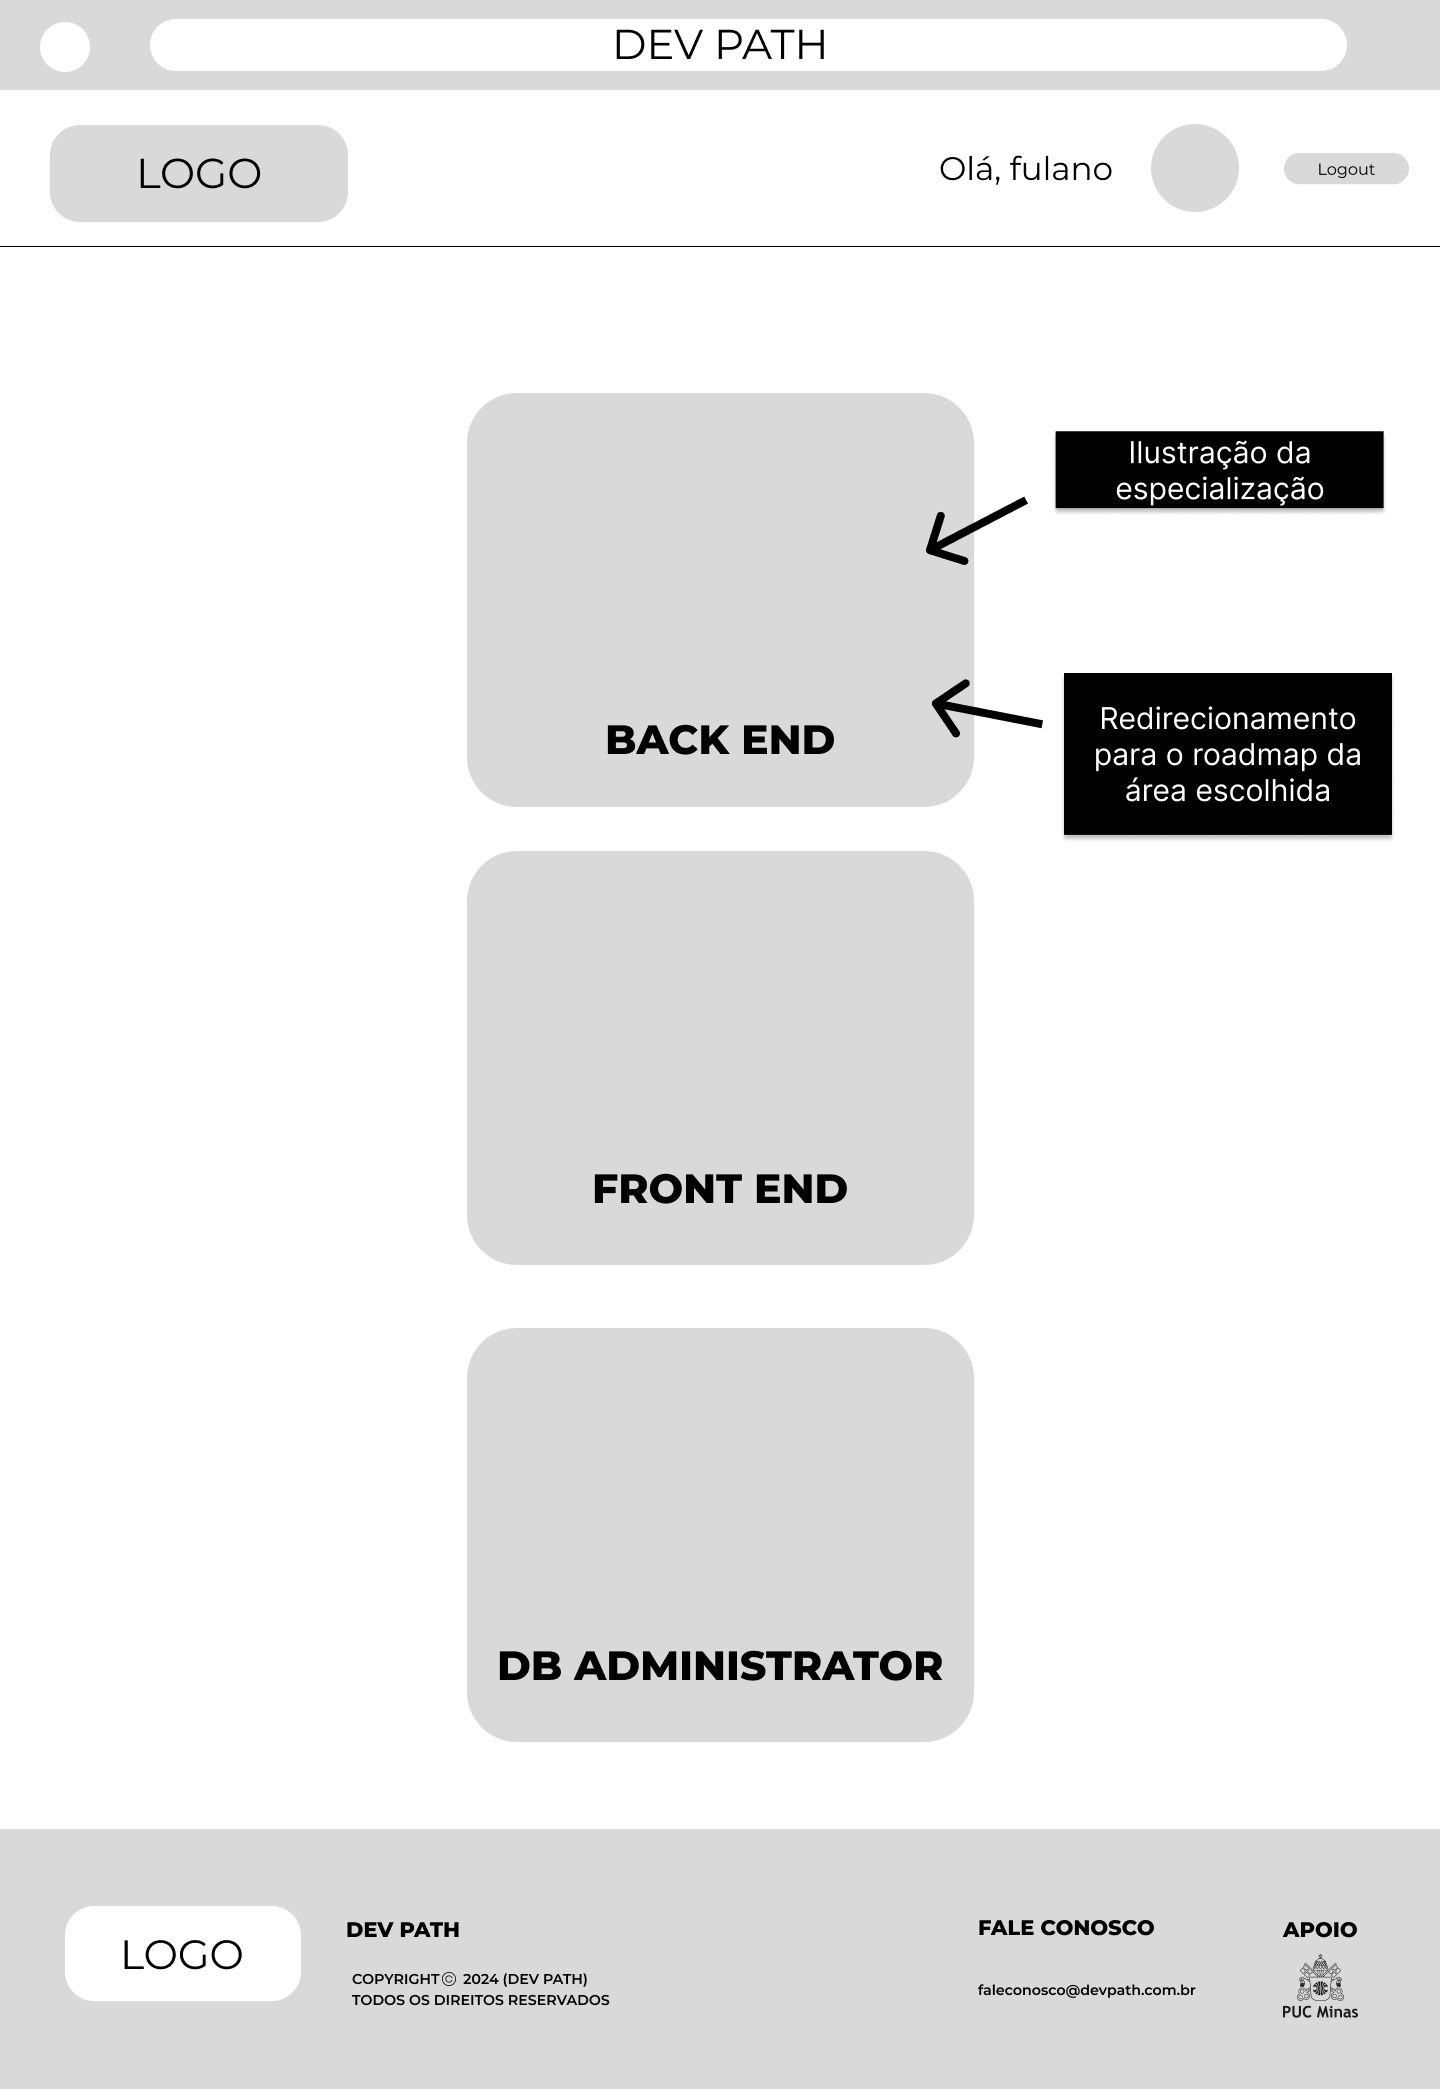 DEV PATH
LOGO
Olá, fulano
Logout
Ilustração da
especialização
BACK END
Redirecionamento
para o roadmap da
área escolhida
FRONT END
DB ADMINISTRATOR
LOGO
DEV PATH
COPYRIGHT © 2024 (DEV PATH)
TODOS OS DIREITOS RESERVADOS
FALE CONOSCO
faleconosco@devpath.com.br
APOIO
PUC Minas